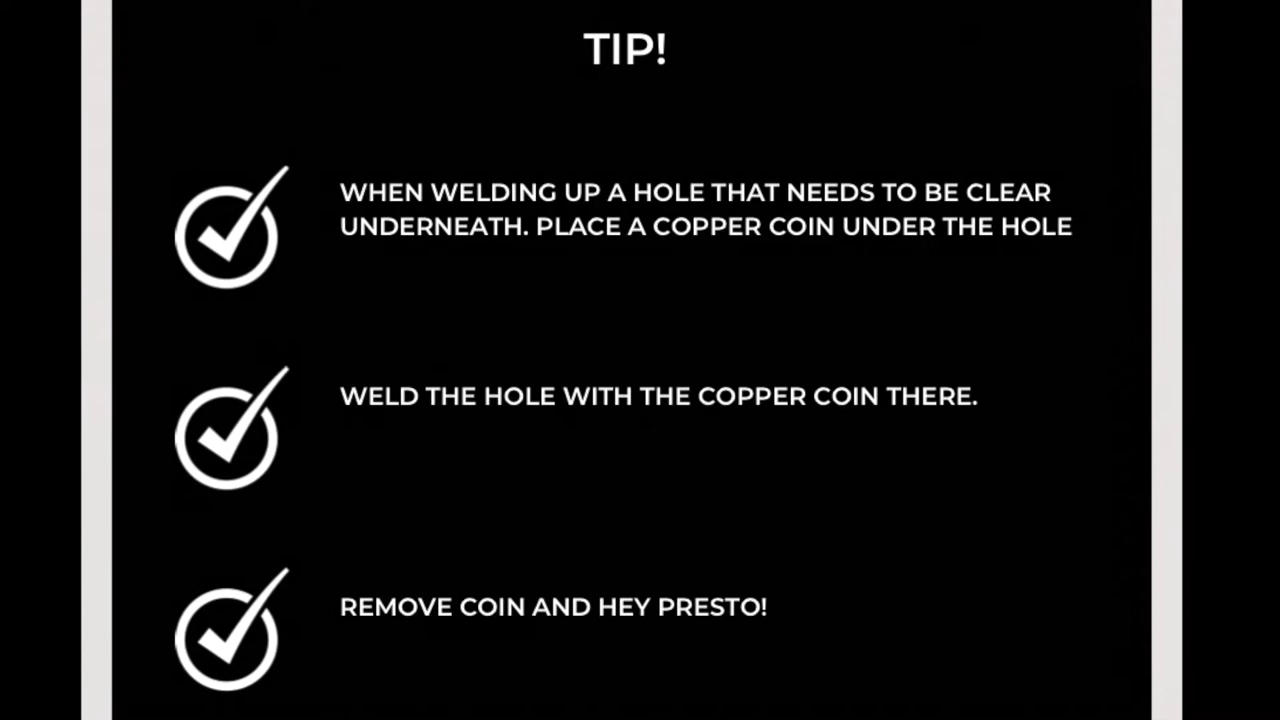 TIP!
WHEN WELDING UP A HOLE THAT NEEDS TO BE CLEAR
UNDERNEATH. PLACE A COPPER COIN UNDER THE HOLE
WELD THE HOLE WITH THE COPPER COIN THERE.
REMOVE COIN AND HEY PRESTO!